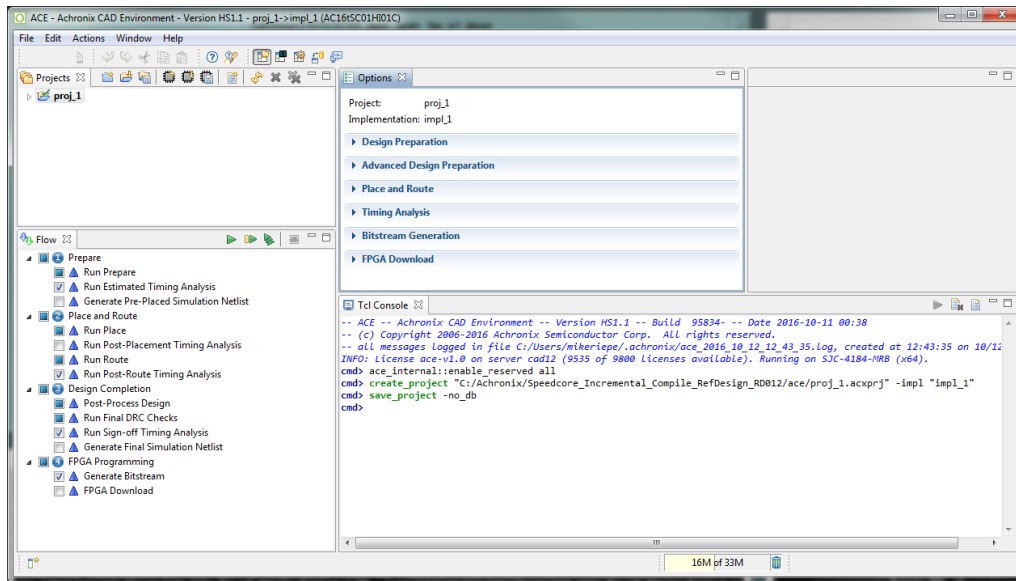 ACE - Achronix CAD Environment - Version HS1.1 - proj_1->impl_1 (AC16tSC01HI01C)
File Edit Actions Window Help
Projects
proj_1
Options
Project: proj_1
Implementation: impl_1
Design Preparation
Advanced Design Preparation
Place and Route
Timing Analysis
Bitstream Generation
FPGA Download
Flow
1 Prepare
Run Prepare
Run Estimated Timing Analysis
Generate Pre-Placed Simulation Netlist
2 Place and Route
Run Place
Run Post-Placement Timing Analysis
Run Route
Run Post-Route Timing Analysis
3 Design Completion
Post-Process Design
Run Final DRC Checks
Run Sign-off Timing Analysis
Generate Final Simulation Netlist
4 FPGA Programming
Generate Bitstream
FPGA Download
Tcl Console
-- ACE -- Achronix CAD Environment -- Version HS1.1 -- Build 95834- -- Date 2016-10-11 00:38
-- (c) Copyright 2006-2016 Achronix Semiconductor Corp. All rights reserved.
-- all messages logged in file C:/Users/mikeriepe/.achronix/ace_2016_10_12_12_43_35.log, created at 12:43:35 on 10/12
INFO: License ace-v1.0 on server cad12 (9535 of 9800 licenses available). Running on SJC-4184-MRB (x64).
cmd> ace_internal::enable_reserved all
cmd> create_project "C:/Achronix/Speedcore_Incremental_Compile_RefDesign_RD012/ace/proj_1.acxprj" -impl "impl_1"
cmd> save_project -no_db
cmd>
16M of 33M